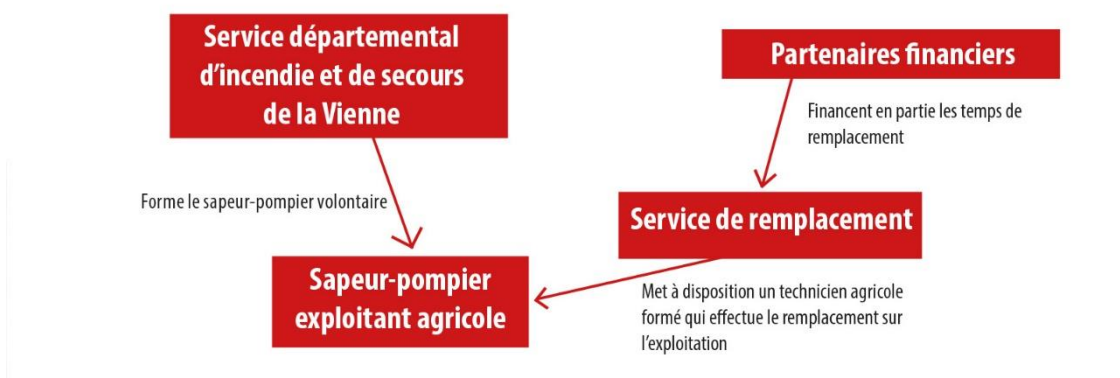 Service départemental
d'incendie et de secours
de la Vienne
Partenaires financiers
Financent en partie les temps de
remplacement
Forme le sapeur-pompier volontaire
Service de remplacement
Sapeur-pompier
exploitant agricole
Met à disposition un technicien agricole
formé qui effectue le remplacement sur
l'exploitation